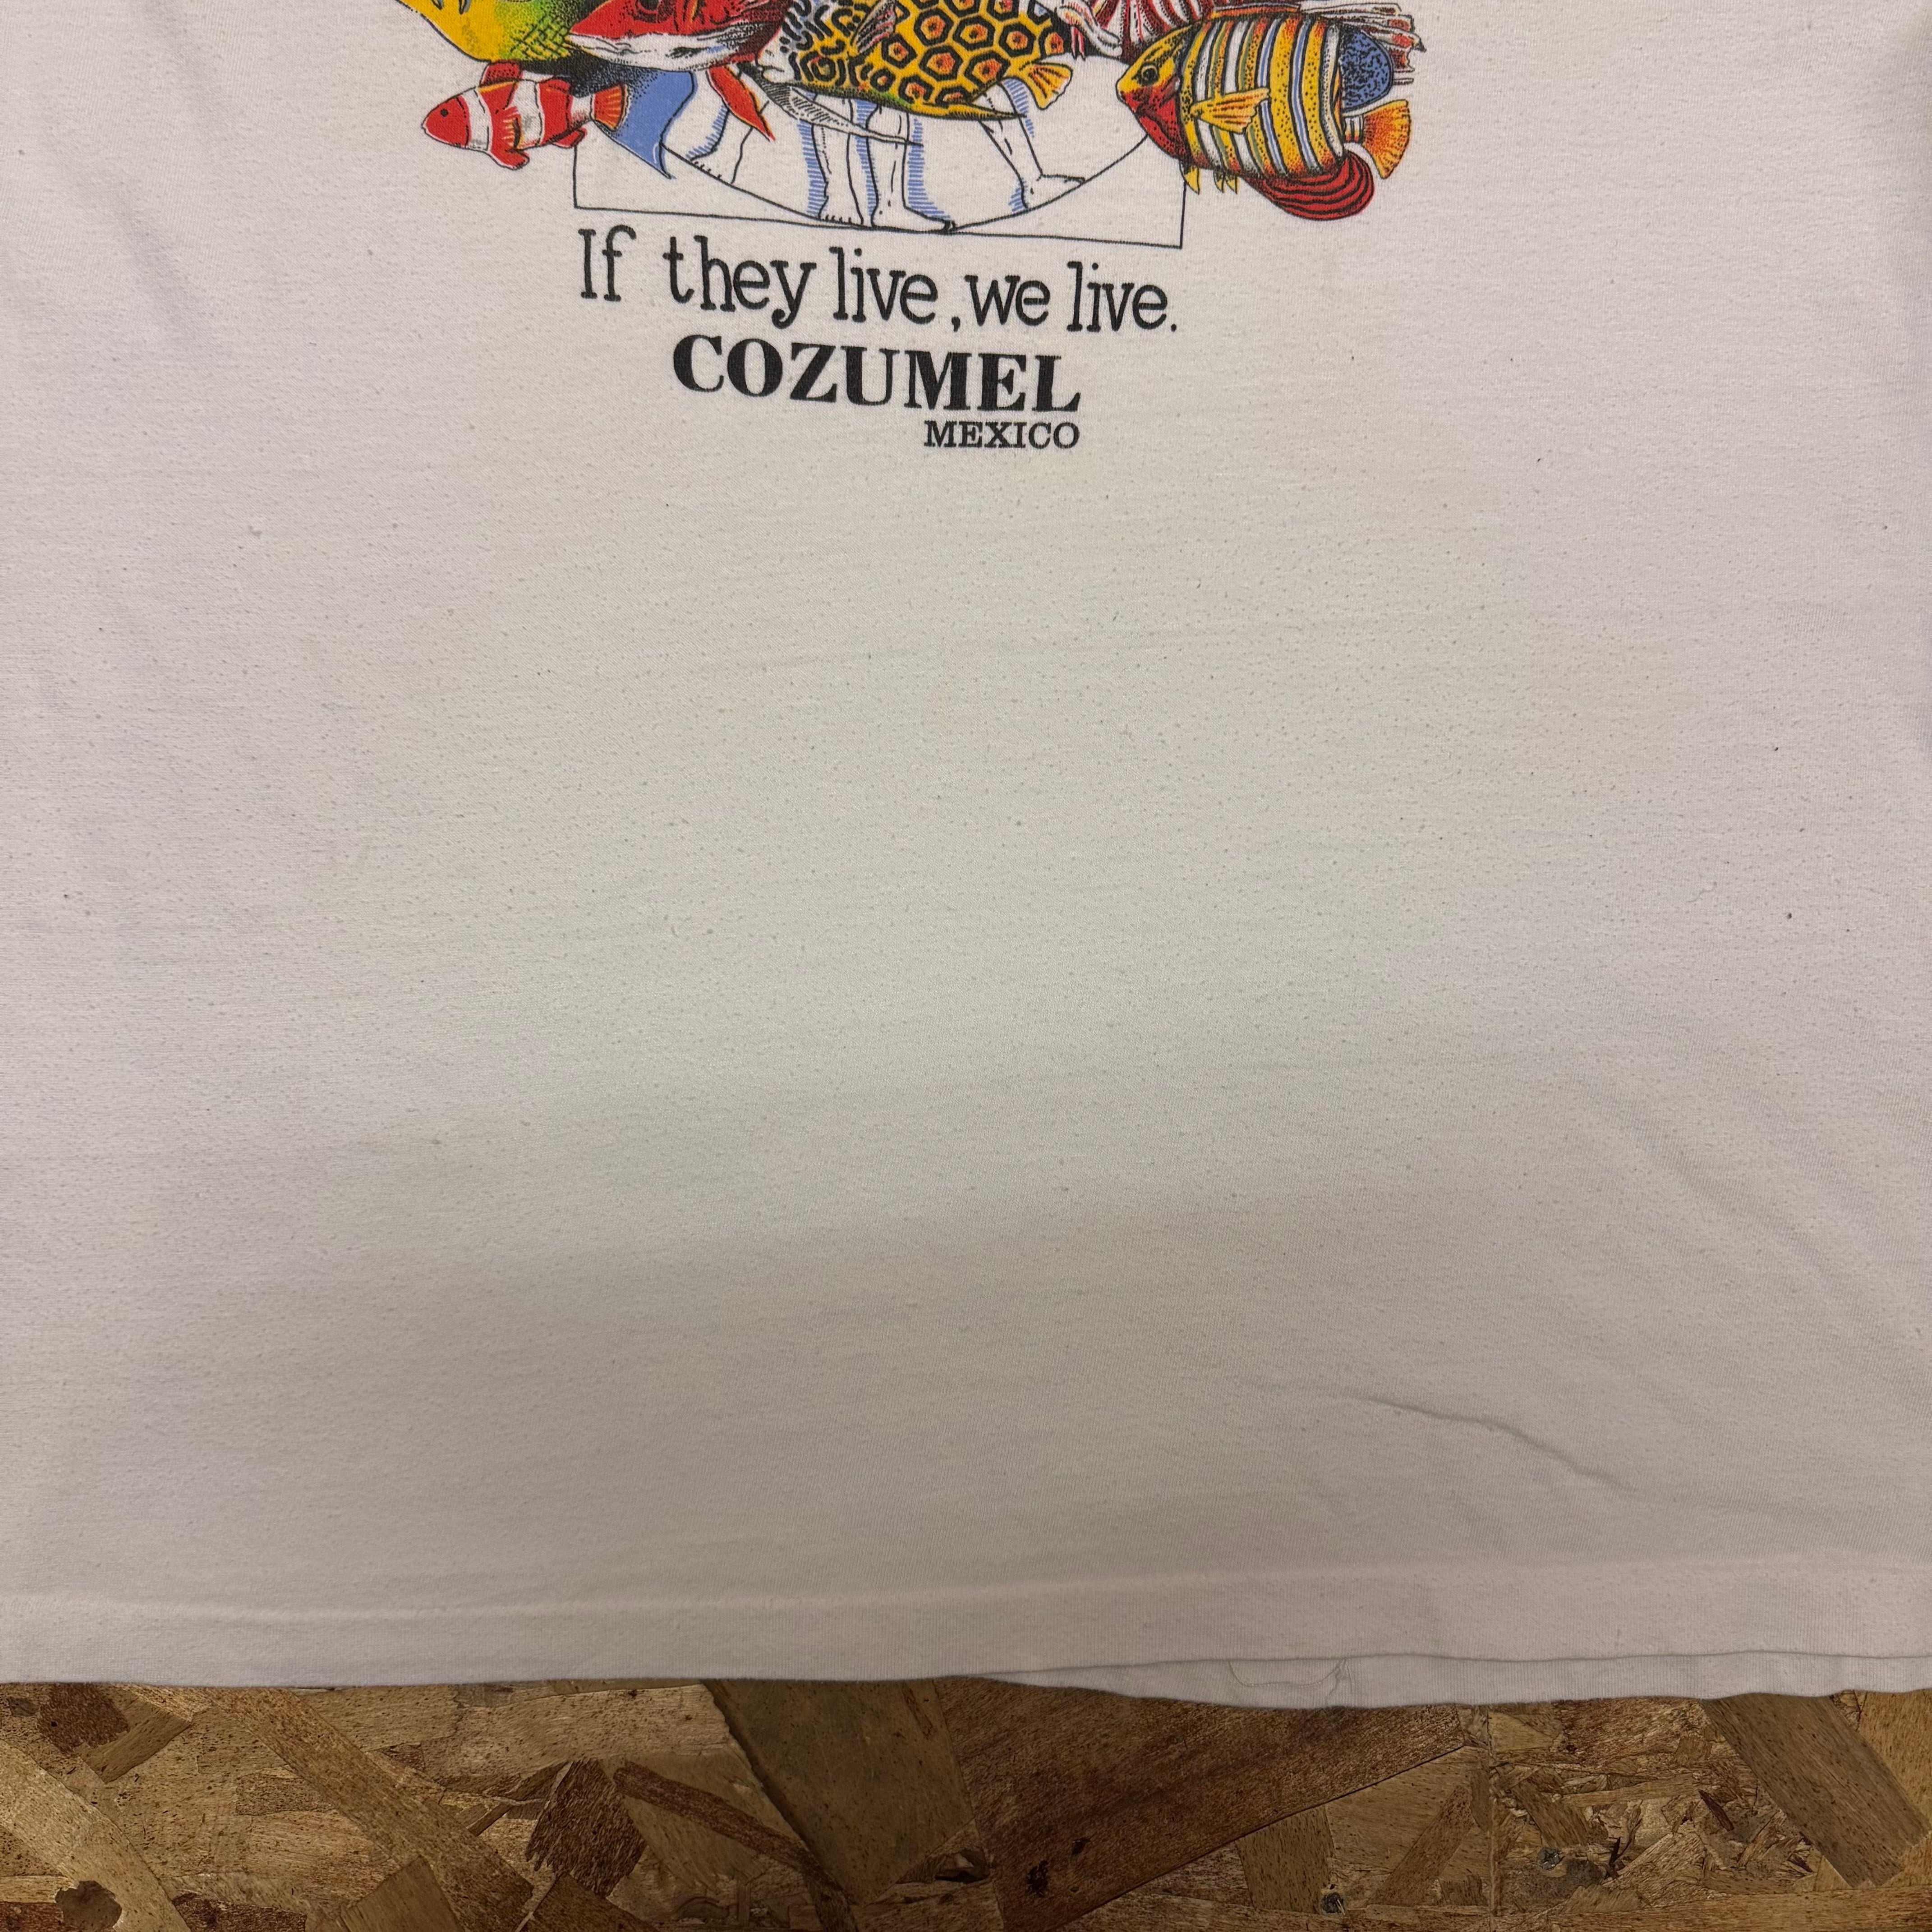 If they live, we live.
COZUMEL
MEXICO